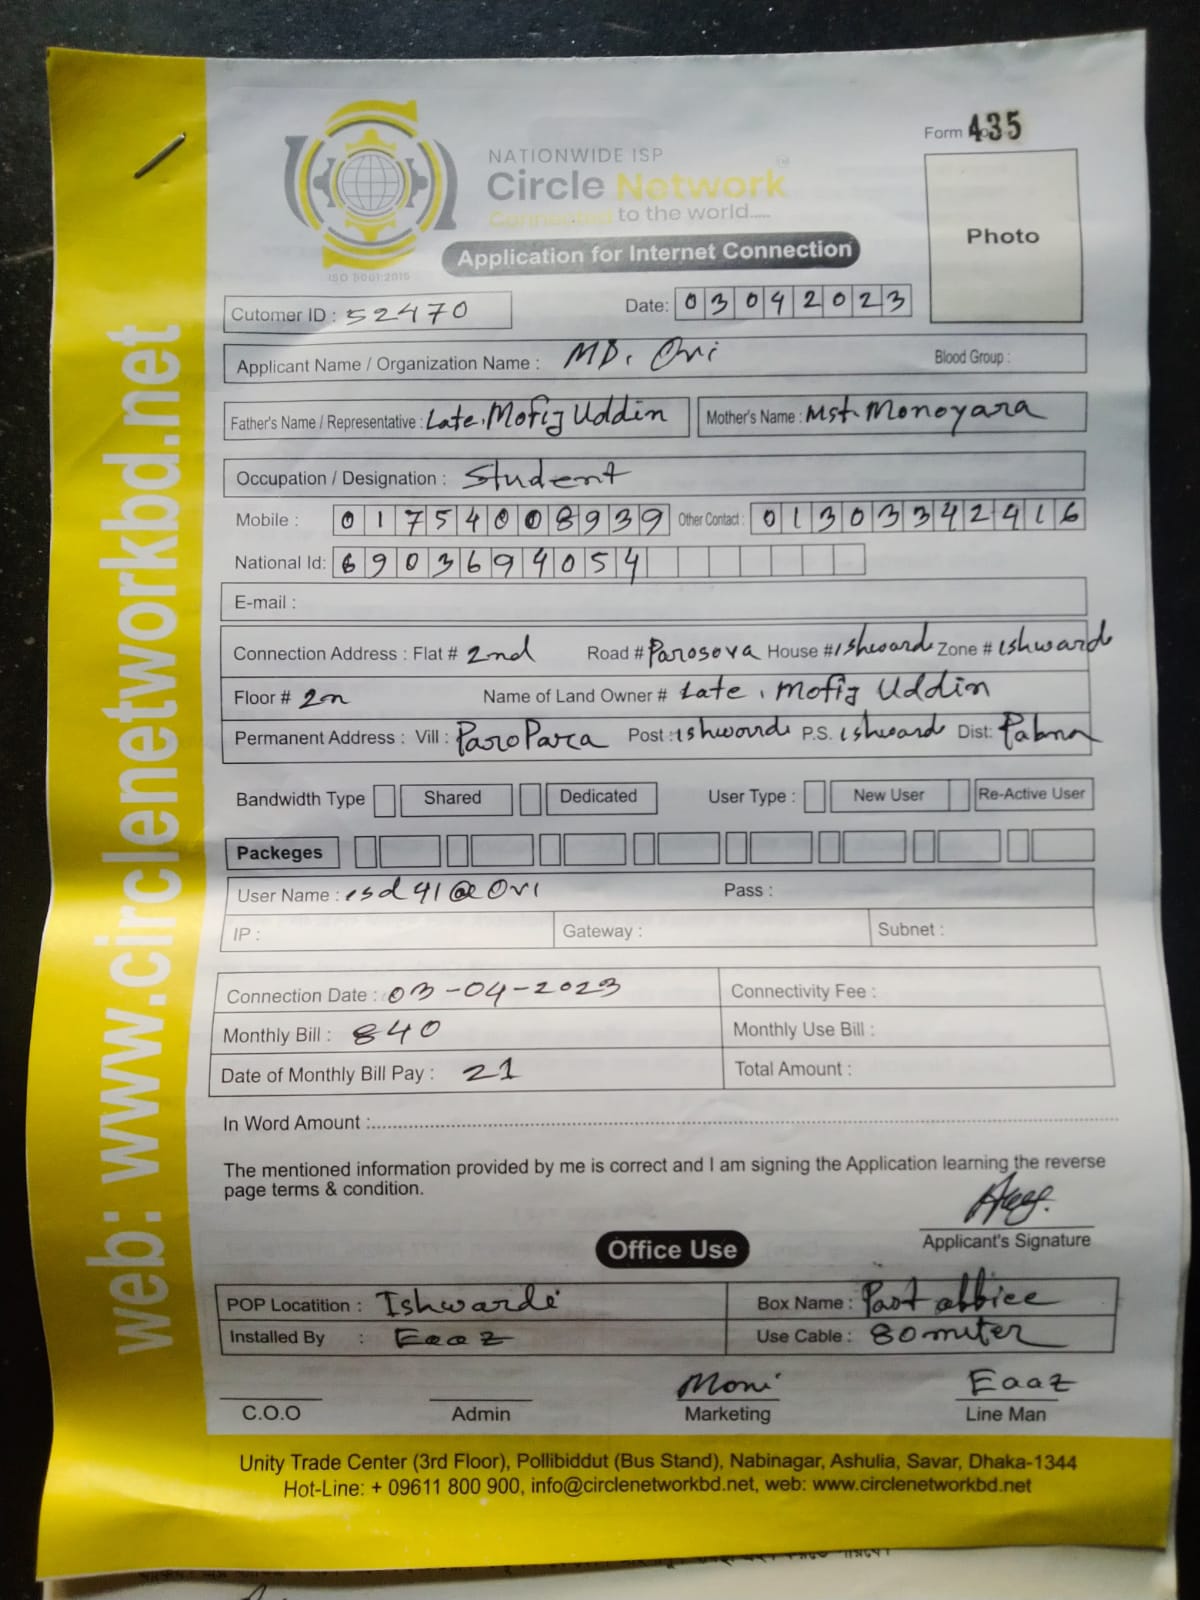 Form 435
NATIONWIDE ISP
Circle Network
Connected to the world.....
ISO 9001:2015
Application for Internet Connection
Photo
Cutomer ID : 52470 Date: 03042023
Applicant Name / Organization Name : MD. Ovi Blood Group :
Father's Name / Representative : Late. Mofiz Uddin Mother's Name : Mst. Monoyara
Occupation / Designation : Student
Mobile : 01754008939 Other Contact : 01303342416
National Id: 6903694054
E-mail :
Connection Address : Flat # 2nd Road # Parosova House # ishwardi Zone # ishwardi
Floor # 2n Name of Land Owner # Late. Mofiz Uddin
Permanent Address : Vill : ParoPara Post : ishwardi P.S. ishwardi Dist: Pabna
Bandwidth Type Shared Dedicated User Type : New User Re-Active User
Packeges
User Name : isd41@Ovi Pass :
IP : Gateway : Subnet :
Connection Date : 03-04-2023 Connectivity Fee :
Monthly Bill : 840 Monthly Use Bill :
Date of Monthly Bill Pay : 21 Total Amount :
In Word Amount :
The mentioned information provided by me is correct and I am signing the Application learning the reverse
page terms & condition.
Applicant's Signature
Office Use
POP Locatition : Ishwardi Box Name : Post obbice
Installed By : Eaaz Use Cable : 80 miter
Moni Eaaz
C.O.O Admin Marketing Line Man
Unity Trade Center (3rd Floor), Pollibiddut (Bus Stand), Nabinagar, Ashulia, Savar, Dhaka-1344
Hot-Line: + 09611 800 900, info@circlenetworkbd.net, web: www.circlenetworkbd.net
web: www.circlenetworkbd.net